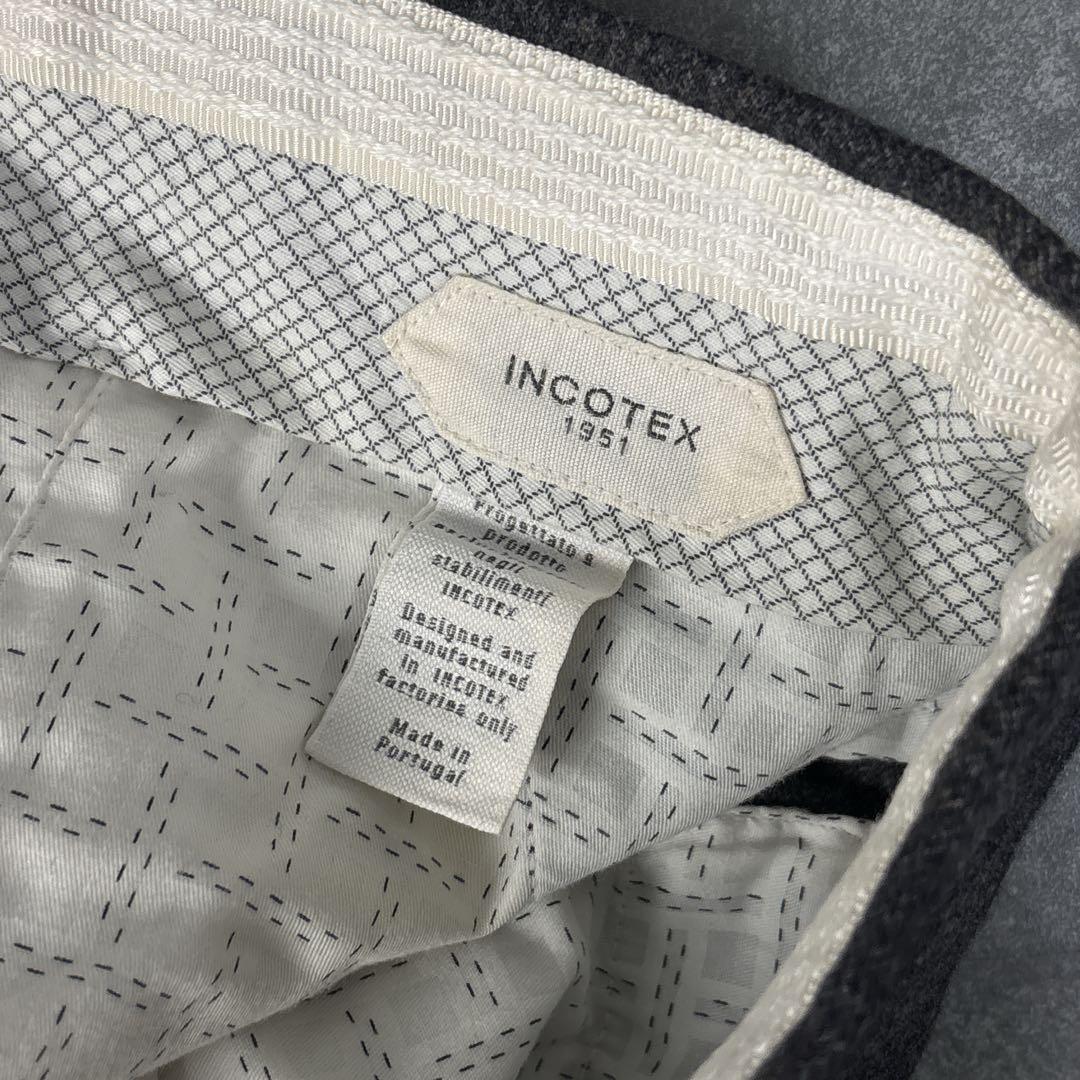 INCOTEX
1951
Progettato &
prodotto
negli
stabilimenti
INCOTEX
Designed and
manufactured
in INCOTEX
factories only
Made in
Portugal